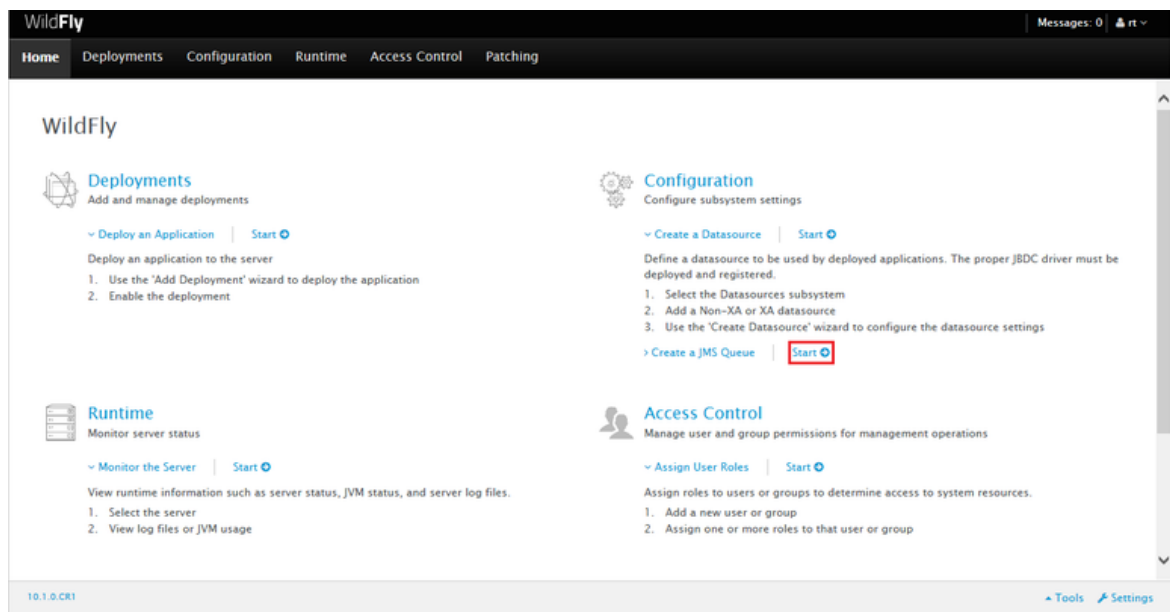 WildFly
Messages: 0 rt
Home Deployments Configuration Runtime Access Control Patching
WildFly
Deployments
Add and manage deployments
Deploy an Application Start
Deploy an application to the server
1. Use the 'Add Deployment' wizard to deploy the application
2. Enable the deployment
Configuration
Configure subsystem settings
Create a Datasource Start
Define a datasource to be used by deployed applications. The proper JBDC driver must be
deployed and registered.
1. Select the Datasources subsystem
2. Add a Non-XA or XA datasource
3. Use the 'Create Datasource' wizard to configure the datasource settings
Create a JMS Queue Start
Runtime
Monitor server status
Monitor the Server Start
View runtime information such as server status, JVM status, and server log files.
1. Select the server
2. View log files or JVM usage
Access Control
Manage user and group permissions for management operations
Assign User Roles Start
Assign roles to users or groups to determine access to system resources.
1. Add a new user or group
2. Assign one or more roles to that user or group
10.1.0.CR1
Tools Settings